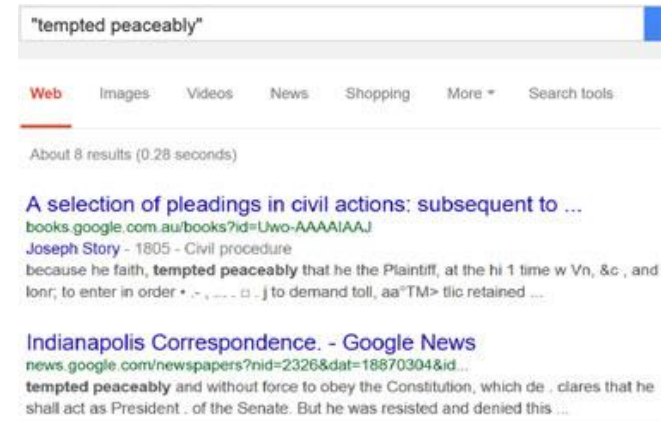 "tempted peaceably"
Web Images Videos News Shopping More Search tools
About 8 results (0.28 seconds)
A selection of pleadings in civil actions: subsequent to ...
books.google.com.au/books?id=Uwo-AAAAIAAJ
Joseph Story - 1805 - Civil procedure
because he faith, tempted peaceably that he the Plaintiff, at the hi 1 time w Vn, &c , and
lonr; to enter in order • .- , ... . □ . j to demand toll, aa°TM> tlic retained ...
Indianapolis Correspondence. - Google News
news.google.com/newspapers?nid=2326&dat=18870304&id...
tempted peaceably and without force to obey the Constitution, which de . clares that he
shall act as President . of the Senate. But he was resisted and denied this ...